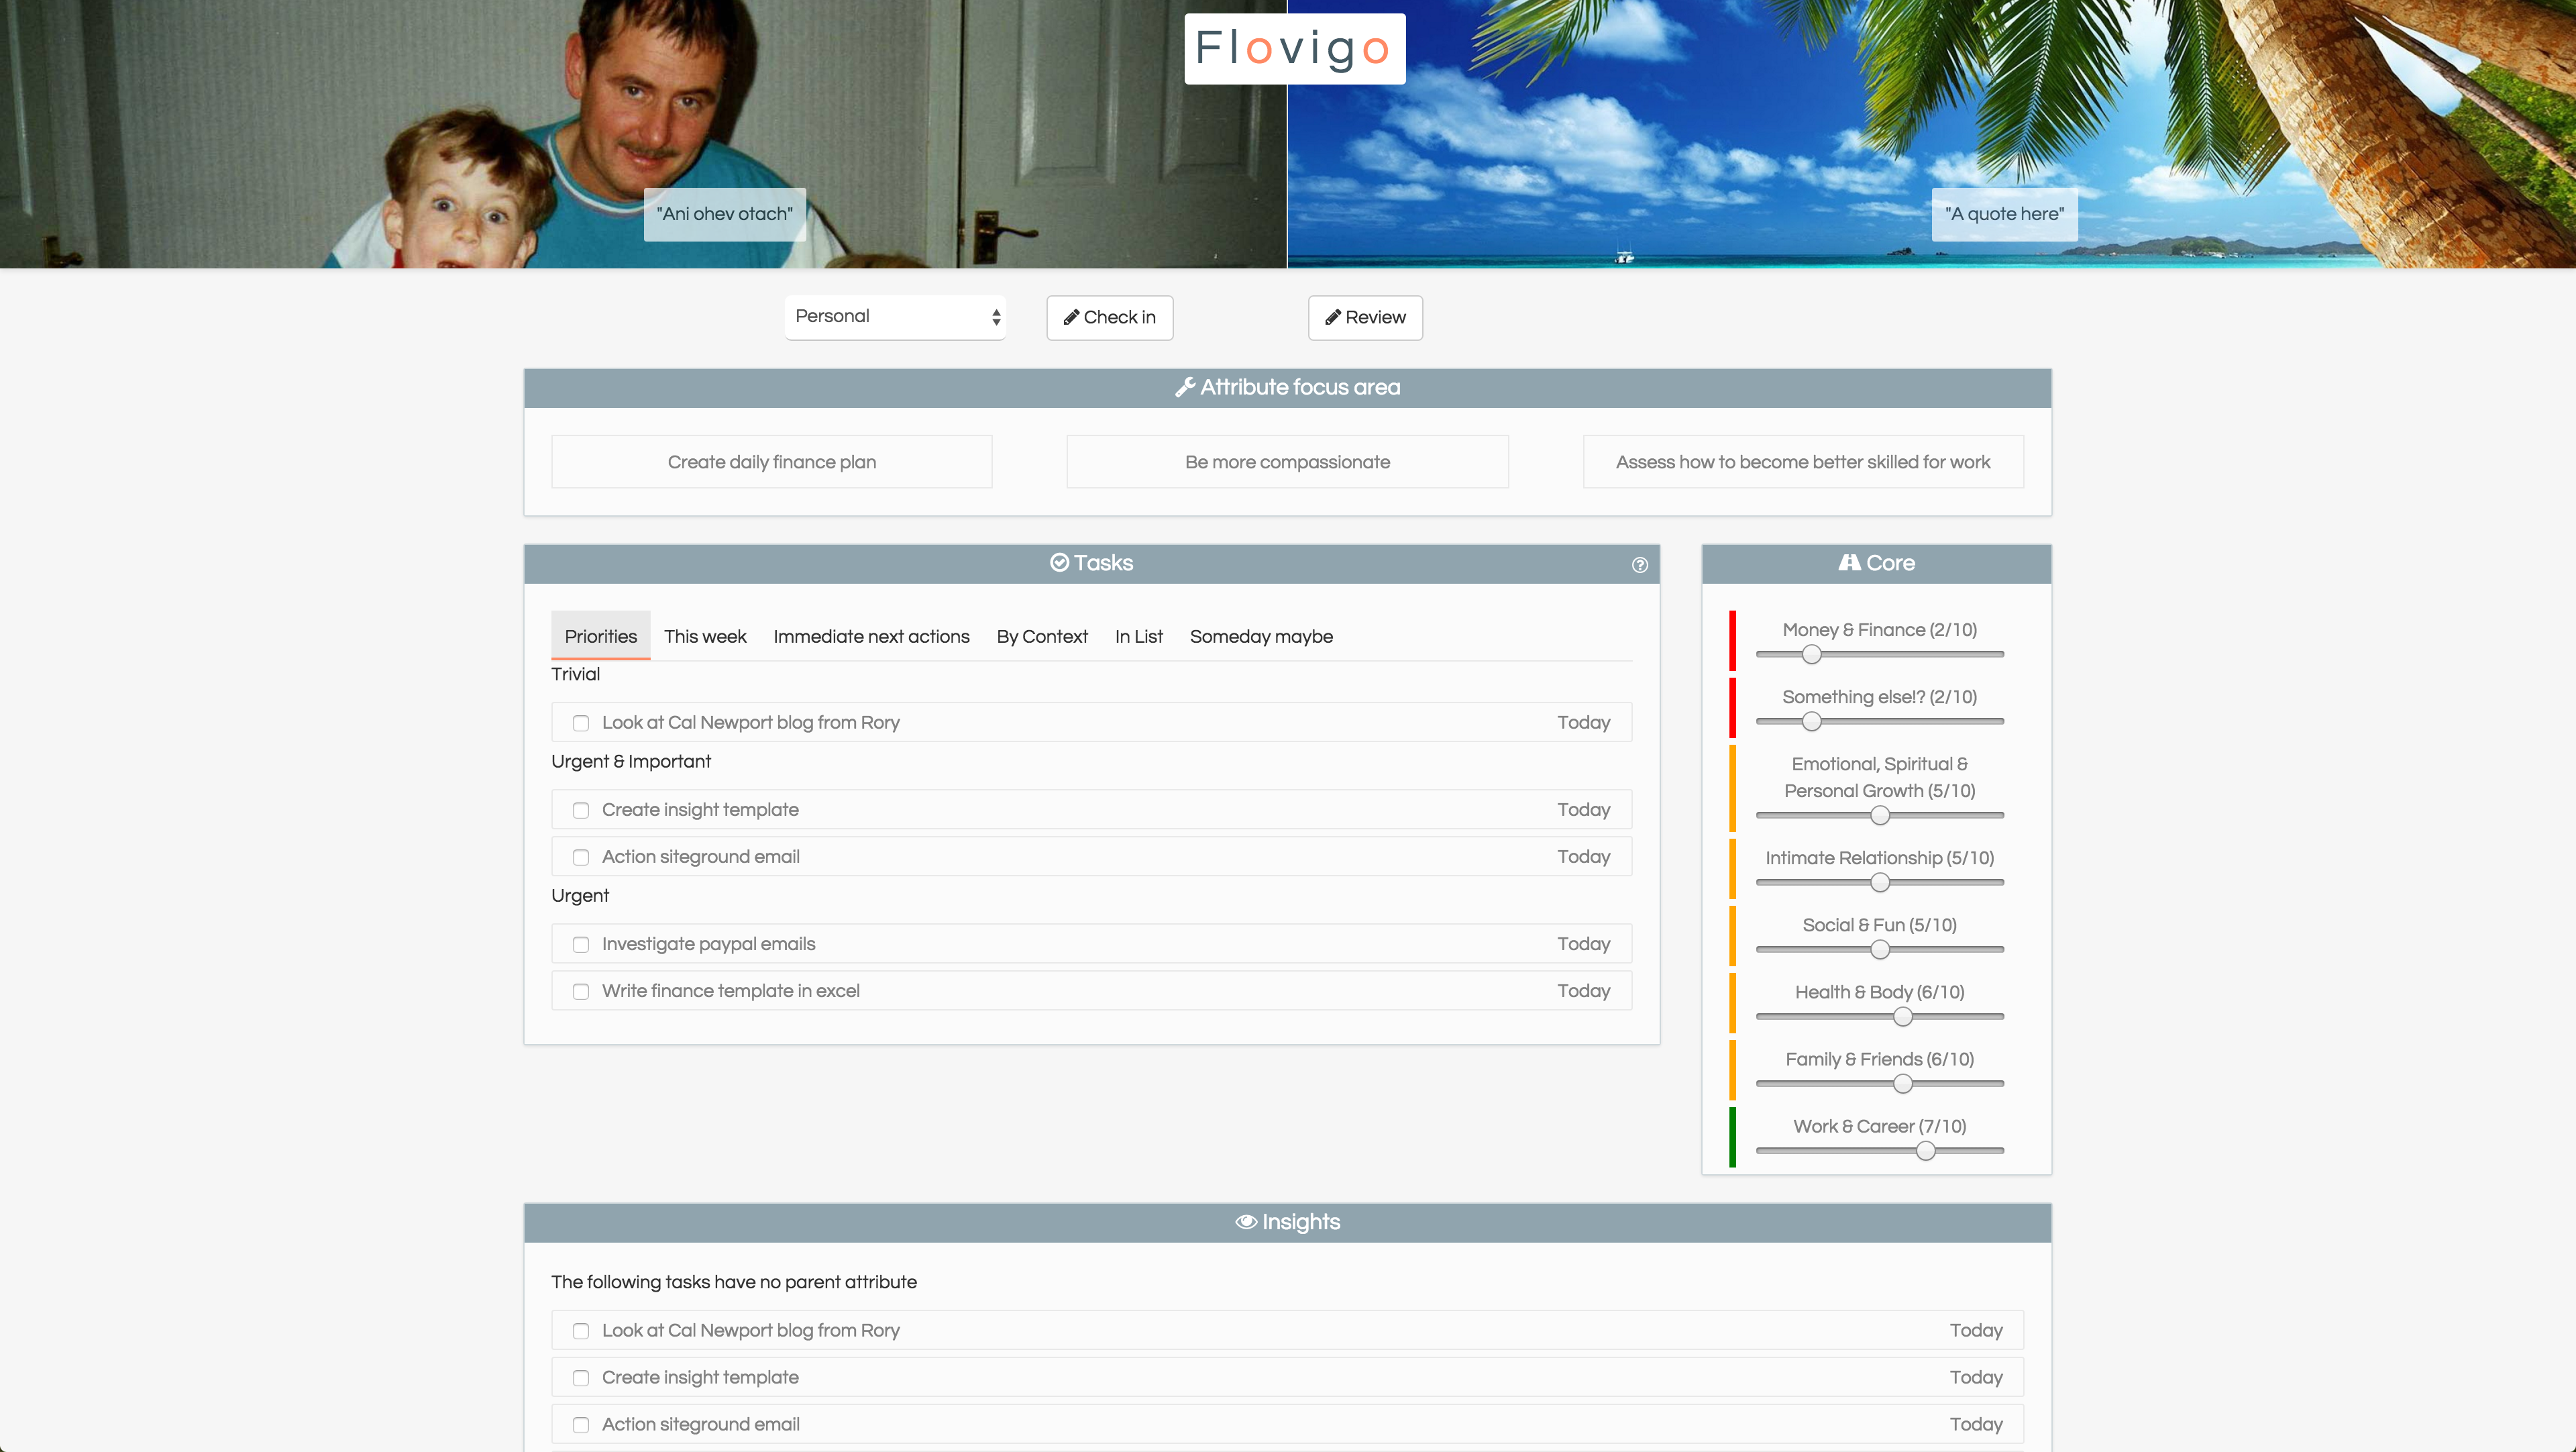 Flovigo
"Ani ohev otach"
"A quote here"
Personal
Check in
Review
Attribute focus area
Create daily finance plan
Be more compassionate
Assess how to become better skilled for work
Tasks
Priorities
This week
Immediate next actions
By Context
In List
Someday maybe
Trivial
Look at Cal Newport blog from Rory
Today
Urgent & Important
Create insight template
Today
Action siteground email
Today
Urgent
Investigate paypal emails
Today
Write finance template in excel
Today
Core
Money & Finance (2/10)
Something else!? (2/10)
Emotional, Spiritual &
Personal Growth (5/10)
Intimate Relationship (5/10)
Social & Fun (5/10)
Health & Body (6/10)
Family & Friends (6/10)
Work & Career (7/10)
Insights
The following tasks have no parent attribute
Look at Cal Newport blog from Rory
Today
Create insight template
Today
Action siteground email
Today